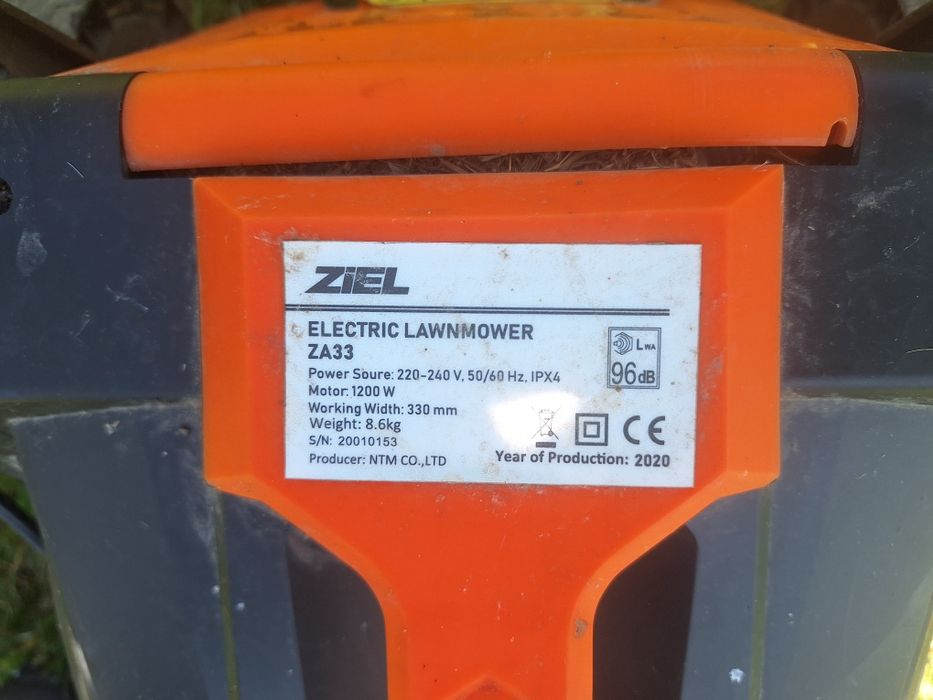 ZiEL
ELECTRIC LAWNMOWER
ZA33
Power Soure: 220-240 V, 50/60 Hz, IPX4
Motor: 1200 W
Working Width: 330 mm
Weight: 8.6kg
S/N: 20010153
Producer: NTM CO.,LTD
LWA
96dB
CE
Year of Production: 2020